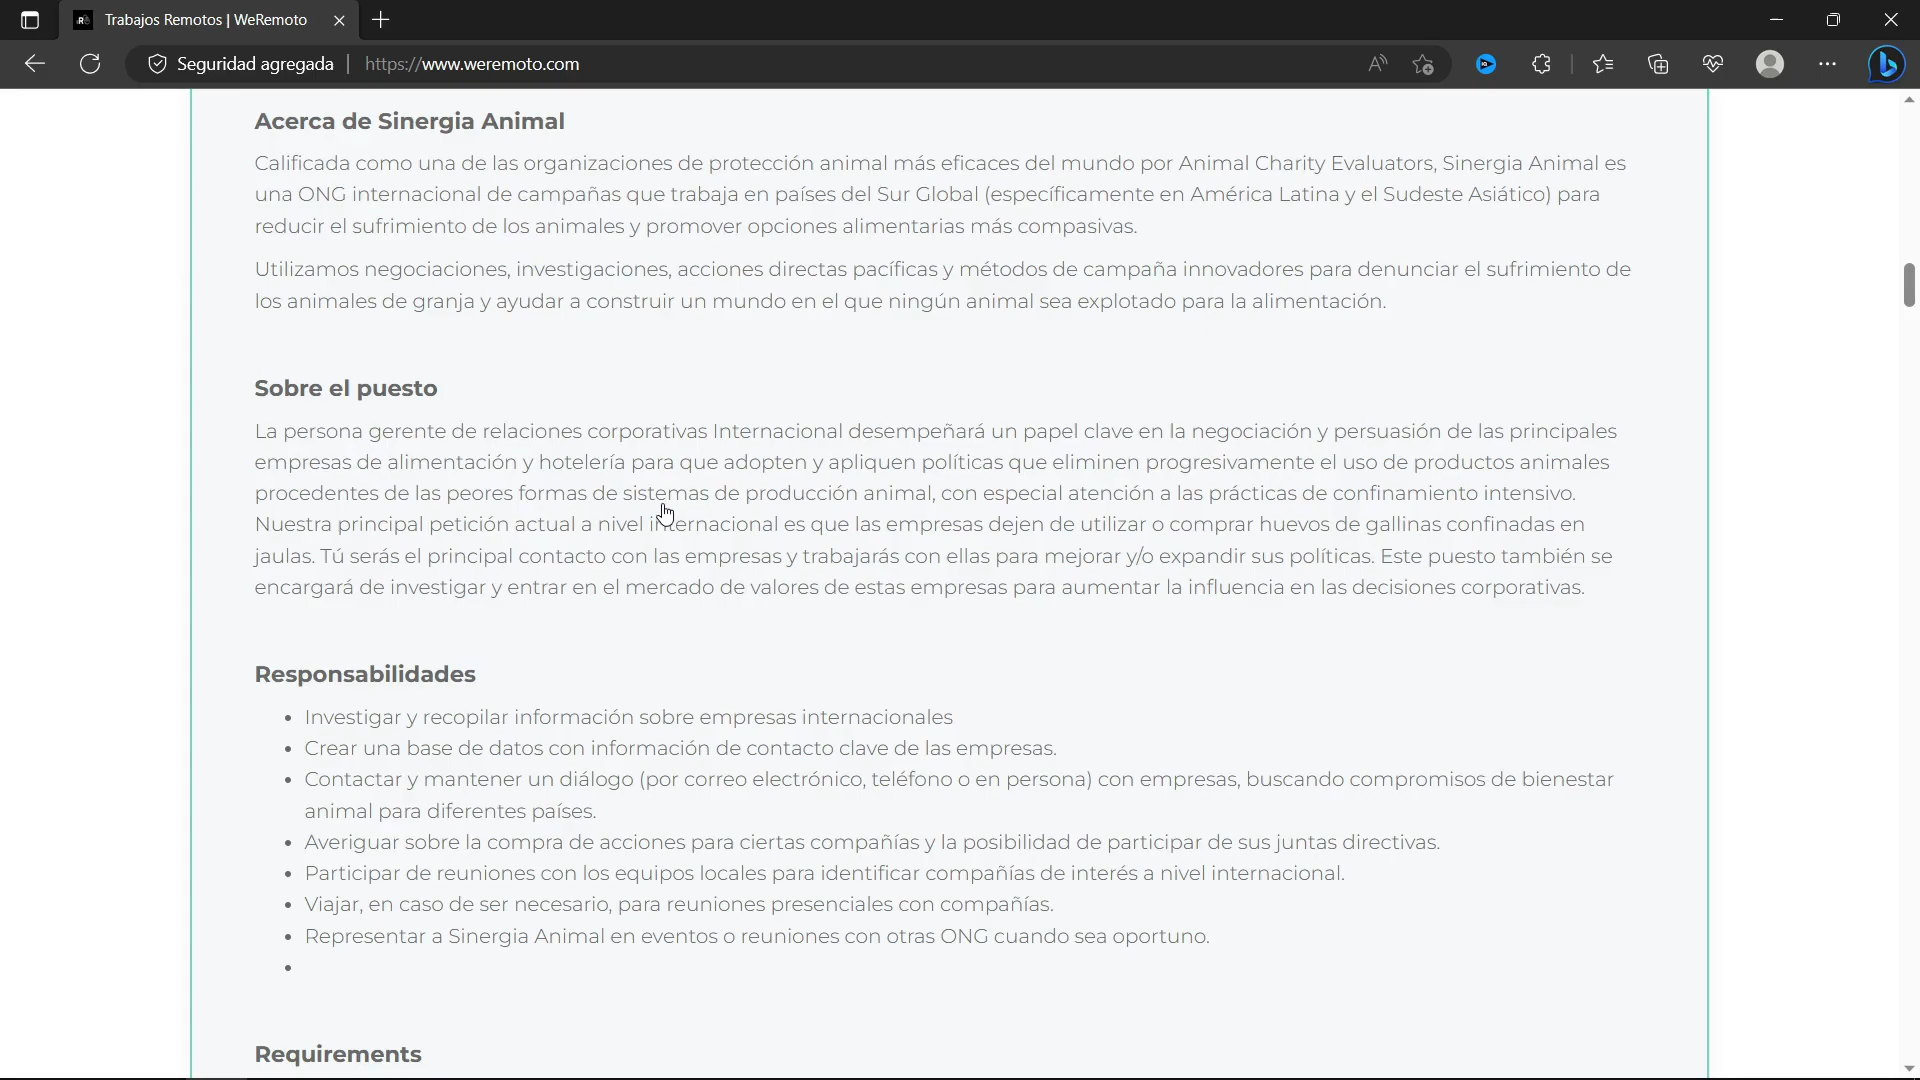 Trabajos Remotos | WeRemoto
Seguridad agregada
https://www.weremoto.com
Acerca de Sinergia Animal
Calificada como una de las organizaciones de protección animal más eficaces del mundo por Animal Charity Evaluators, Sinergia Animal es
una ONG internacional de campañas que trabaja en países del Sur Global (específicamente en América Latina y el Sudeste Asiático) para
reducir el sufrimiento de los animales y promover opciones alimentarias más compasivas.
Utilizamos negociaciones, investigaciones, acciones directas pacíficas y métodos de campaña innovadores para denunciar el sufrimiento de
los animales de granja y ayudar a construir un mundo en el que ningún animal sea explotado para la alimentación.
Sobre el puesto
La persona gerente de relaciones corporativas Internacional desempeñará un papel clave en la negociación y persuasión de las principales
empresas de alimentación y hotelería para que adopten y apliquen políticas que eliminen progresivamente el uso de productos animales
procedentes de las peores formas de sistemas de producción animal, con especial atención a las prácticas de confinamiento intensivo.
Nuestra principal petición actual a nivel internacional es que las empresas dejen de utilizar o comprar huevos de gallinas confinadas en
jaulas. Tú serás el principal contacto con las empresas y trabajarás con ellas para mejorar y/o expandir sus políticas. Este puesto también se
encargará de investigar y entrar en el mercado de valores de estas empresas para aumentar la influencia en las decisiones corporativas.
Responsabilidades
• Investigar y recopilar información sobre empresas internacionales
• Crear una base de datos con información de contacto clave de las empresas.
• Contactar y mantener un diálogo (por correo electrónico, teléfono o en persona) con empresas, buscando compromisos de bienestar
animal para diferentes países.
• Averiguar sobre la compra de acciones para ciertas compañías y la posibilidad de participar de sus juntas directivas.
• Participar de reuniones con los equipos locales para identificar compañías de interés a nivel internacional.
• Viajar, en caso de ser necesario, para reuniones presenciales con compañías.
• Representar a Sinergia Animal en eventos o reuniones con otras ONG cuando sea oportuno.
•
Requirements